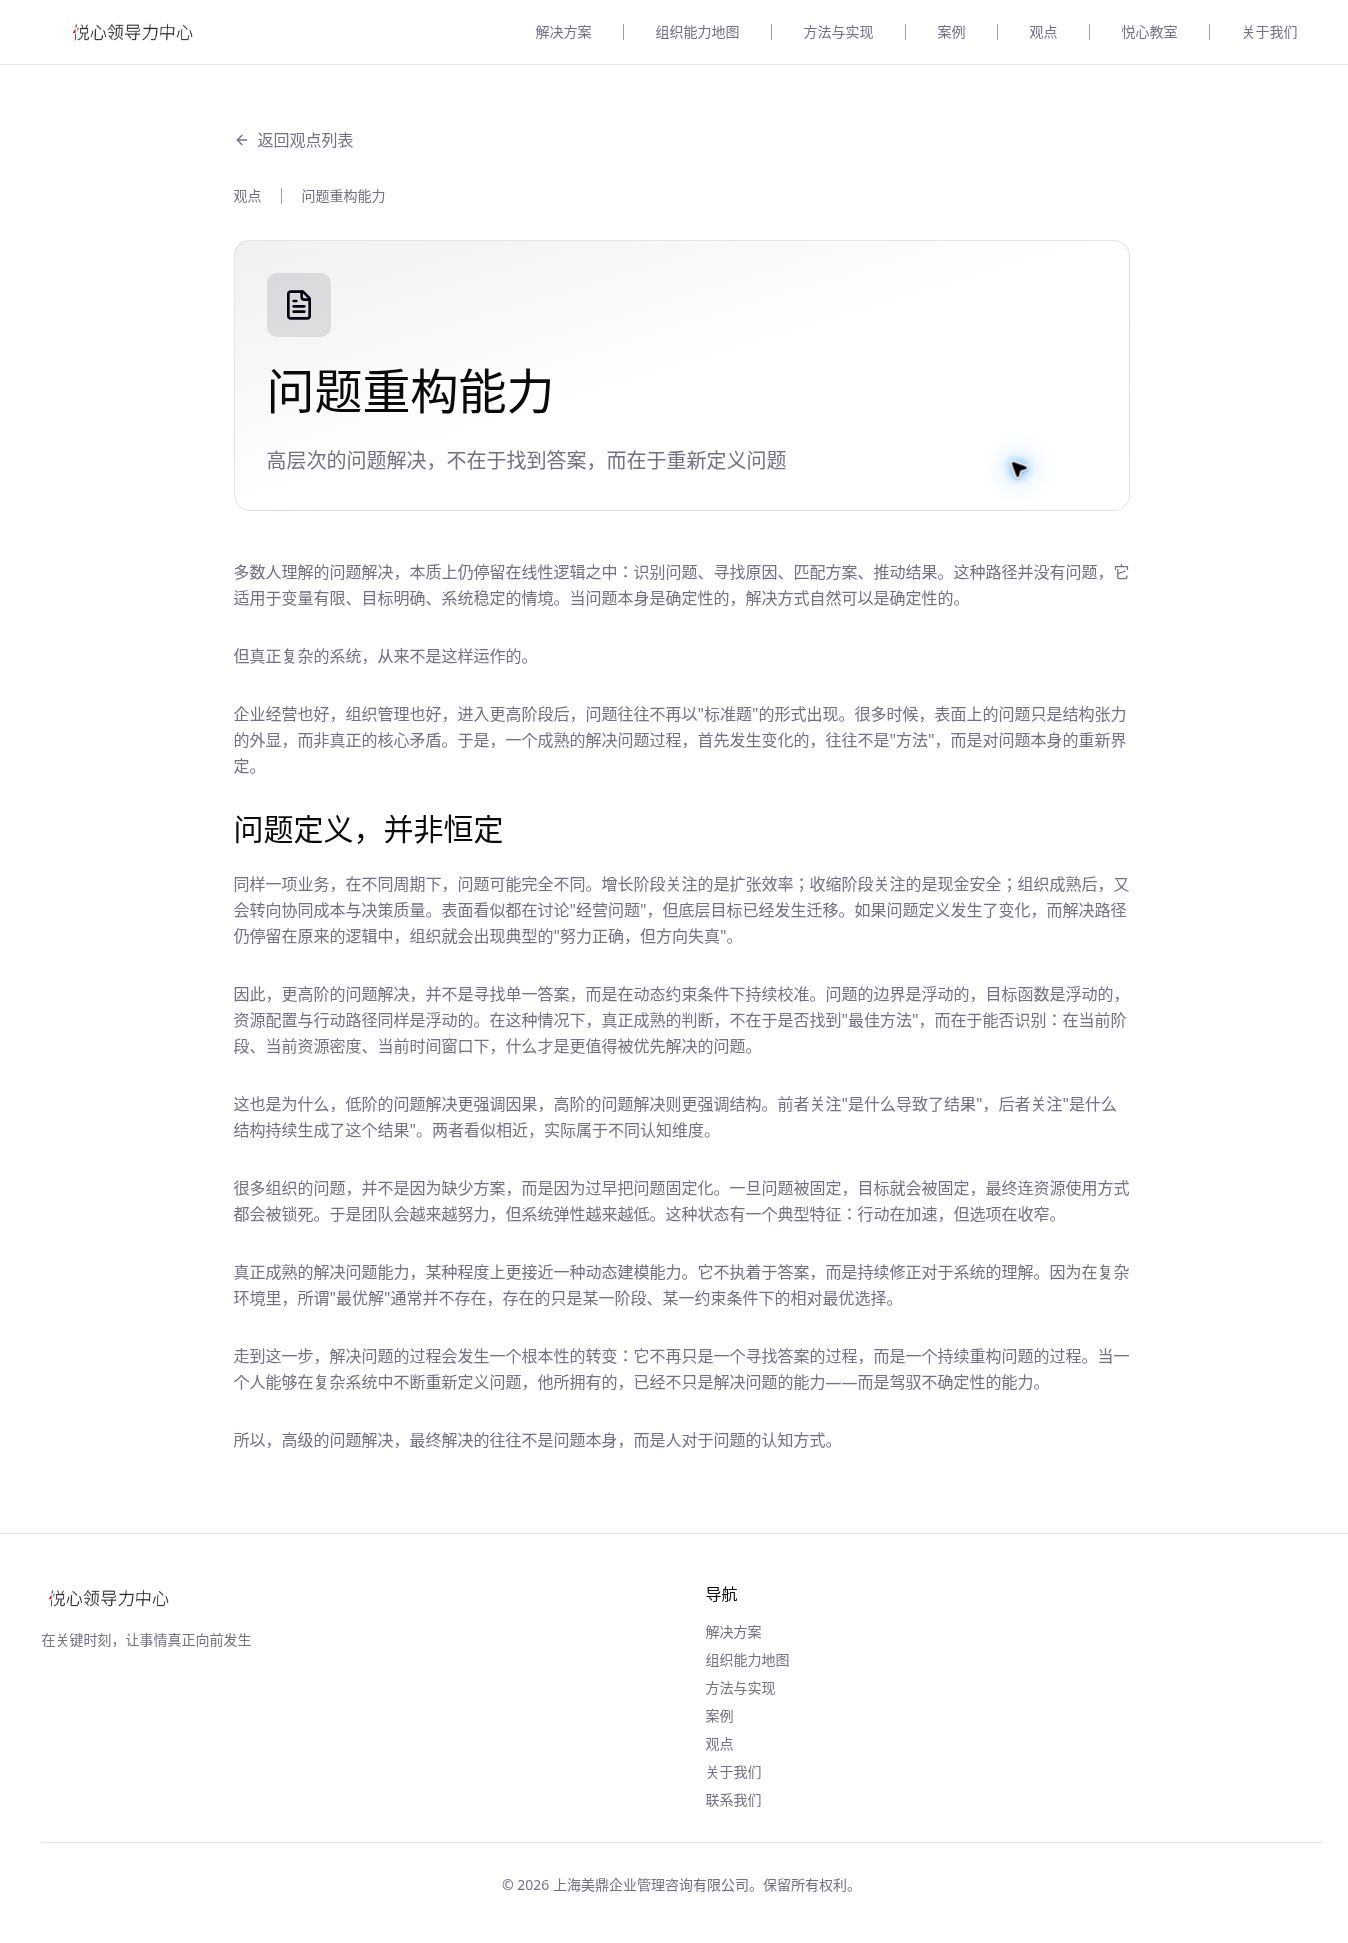 悦心领导力中心
解决方案
组织能力地图
方法与实现
案例
观点
悦心教室
关于我们
返回观点列表
观点
问题重构能力
问题重构能力
高层次的问题解决，不在于找到答案，而在于重新定义问题
多数人理解的问题解决，本质上仍停留在线性逻辑之中：识别问题、寻找原因、匹配方案、推动结果。这种路径并没有问题，它
适用于变量有限、目标明确、系统稳定的情境。当问题本身是确定性的，解决方式自然可以是确定性的。
但真正复杂的系统，从来不是这样运作的。
企业经营也好，组织管理也好，进入更高阶段后，问题往往不再以"标准题"的形式出现。很多时候，表面上的问题只是结构张力
的外显，而非真正的核心矛盾。于是，一个成熟的解决问题过程，首先发生变化的，往往不是"方法"，而是对问题本身的重新界
定。
问题定义，并非恒定
同样一项业务，在不同周期下，问题可能完全不同。增长阶段关注的是扩张效率；收缩阶段关注的是现金安全；组织成熟后，又
会转向协同成本与决策质量。表面看似都在讨论"经营问题"，但底层目标已经发生迁移。如果问题定义发生了变化，而解决路径
仍停留在原来的逻辑中，组织就会出现典型的"努力正确，但方向失真"。
因此，更高阶的问题解决，并不是寻找单一答案，而是在动态约束条件下持续校准。问题的边界是浮动的，目标函数是浮动的，
资源配置与行动路径同样是浮动的。在这种情况下，真正成熟的判断，不在于是否找到"最佳方法"，而在于能否识别：在当前阶
段、当前资源密度、当前时间窗口下，什么才是更值得被优先解决的问题。
这也是为什么，低阶的问题解决更强调因果，高阶的问题解决则更强调结构。前者关注"是什么导致了结果"，后者关注"是什么
结构持续生成了这个结果"。两者看似相近，实际属于不同认知维度。
很多组织的问题，并不是因为缺少方案，而是因为过早把问题固定化。一旦问题被固定，目标就会被固定，最终连资源使用方式
都会被锁死。于是团队会越来越努力，但系统弹性越来越低。这种状态有一个典型特征：行动在加速，但选项在收窄。
真正成熟的解决问题能力，某种程度上更接近一种动态建模能力。它不执着于答案，而是持续修正对于系统的理解。因为在复杂
环境里，所谓"最优解"通常并不存在，存在的只是某一阶段、某一约束条件下的相对最优选择。
走到这一步，解决问题的过程会发生一个根本性的转变：它不再只是一个寻找答案的过程，而是一个持续重构问题的过程。当一
个人能够在复杂系统中不断重新定义问题，他所拥有的，已经不只是解决问题的能力——而是驾驭不确定性的能力。
所以，高级的问题解决，最终解决的往往不是问题本身，而是人对于问题的认知方式。
悦心领导力中心
在关键时刻，让事情真正向前发生
导航
解决方案
组织能力地图
方法与实现
案例
观点
关于我们
联系我们
© 2026 上海美鼎企业管理咨询有限公司。保留所有权利。